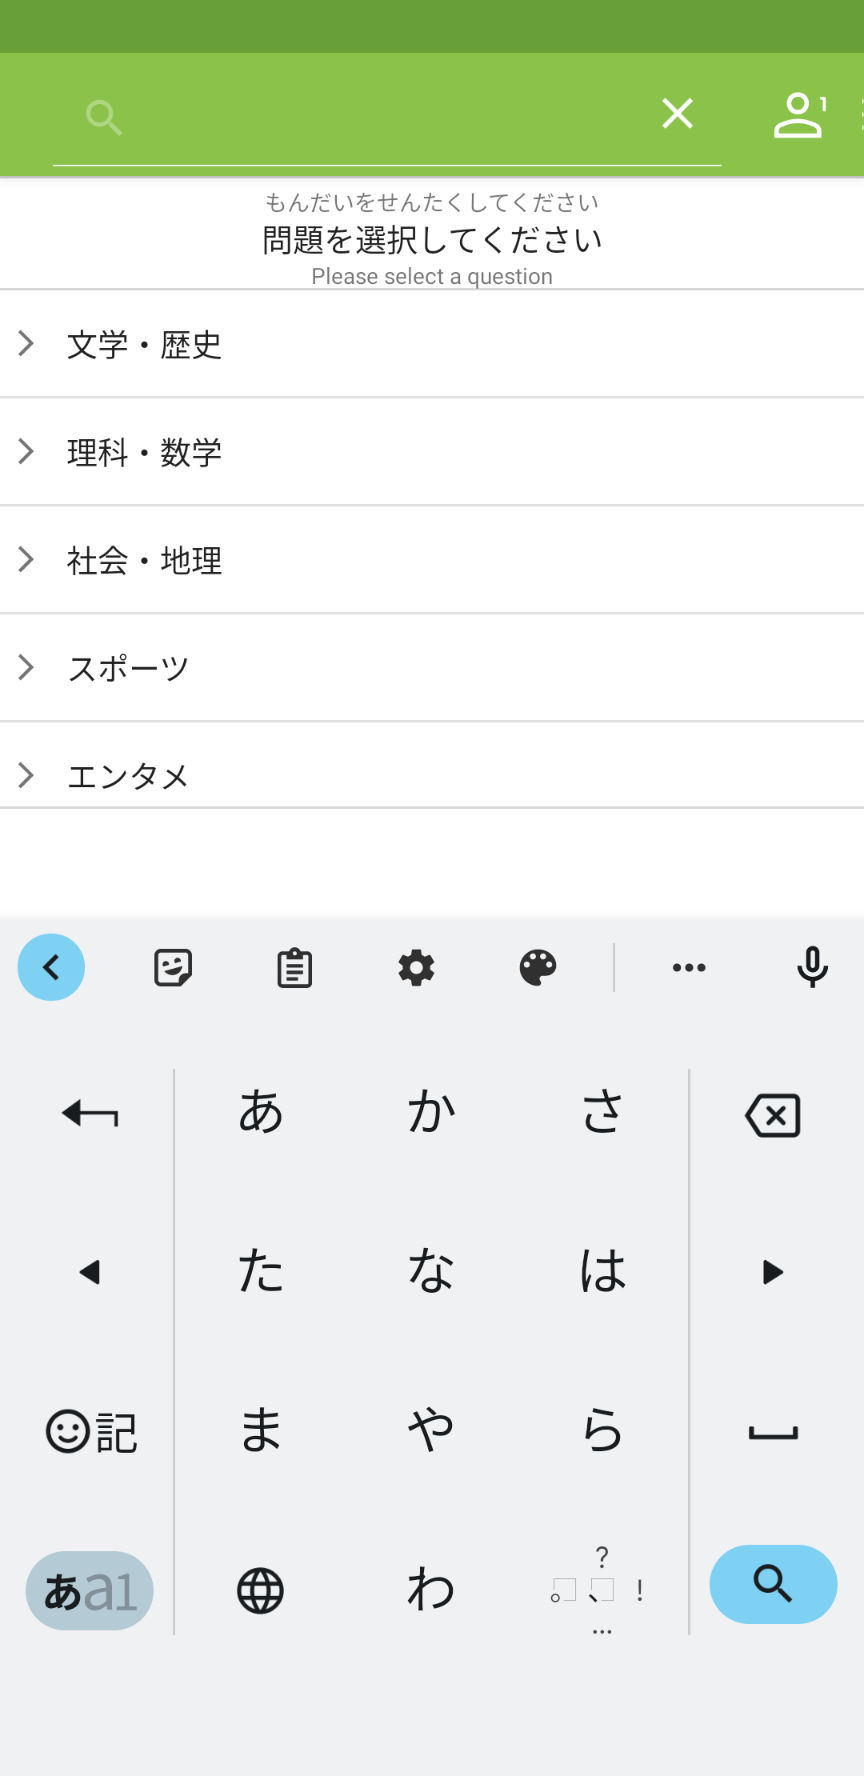 1
もんだいをせんたくしてください
問題を選択してください
Please select a question
文学・歴史
理科・数学
社会・地理
スポーツ
エンタメ
あ か さ
た な は
記 ま や ら
あa1 わ 。?、! …